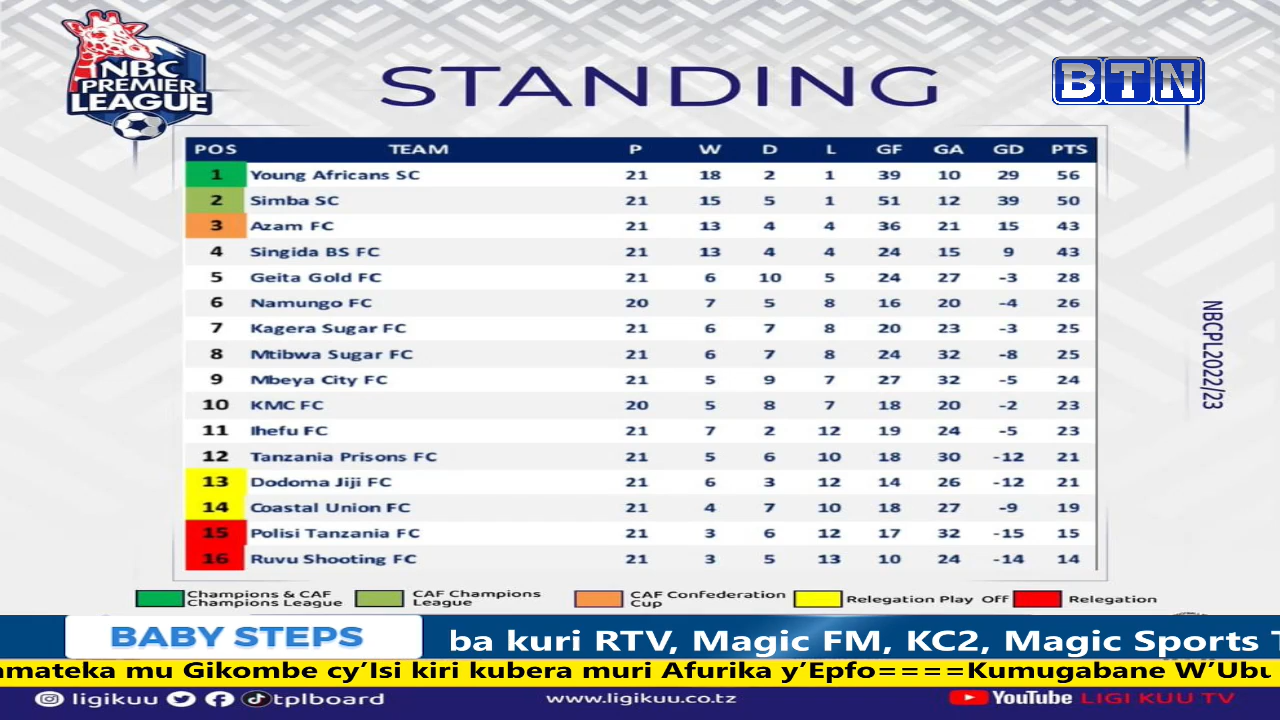 NBC
PREMIER
LEAGUE
STANDING
BTN
POS TEAM P W D L GF GA GD PTS
1 Young Africans SC 21 18 2 1 39 10 29 56
2 Simba SC 21 15 5 1 51 12 39 50
3 Azam FC 21 13 4 4 36 21 15 43
4 Singida BS FC 21 13 4 4 24 15 9 43
5 Geita Gold FC 21 6 10 5 24 27 -3 28
6 Namungo FC 20 7 5 8 16 20 -4 26
7 Kagera Sugar FC 21 6 7 8 20 23 -3 25
8 Mtibwa Sugar FC 21 6 7 8 24 32 -8 25
9 Mbeya City FC 21 5 9 7 27 32 -5 24
10 KMC FC 20 5 8 7 18 20 -2 23
11 Ihefu FC 21 7 2 12 19 24 -5 23
12 Tanzania Prisons FC 21 5 6 10 18 30 -12 21
13 Dodoma Jiji FC 21 6 3 12 14 26 -12 21
14 Coastal Union FC 21 4 7 10 18 27 -9 19
15 Polisi Tanzania FC 21 3 6 12 17 32 -15 15
16 Ruvu Shooting FC 21 3 5 13 10 24 -14 14
NBCPL2022/23
Champions & CAF
Champions League
CAF Champions
League
CAF Confederation
Cup
Relegation Play Off
Relegation
BABY STEPS
ba kuri RTV, Magic FM, KC2, Magic Sports T
amateka mu Gikombe cy’Isi kiri kubera muri Afurika y’Epfo====Kumugabane W’Ubu
ligikuu tplboard
www.ligikuu.co.tz
YouTube LIGI KUU TV